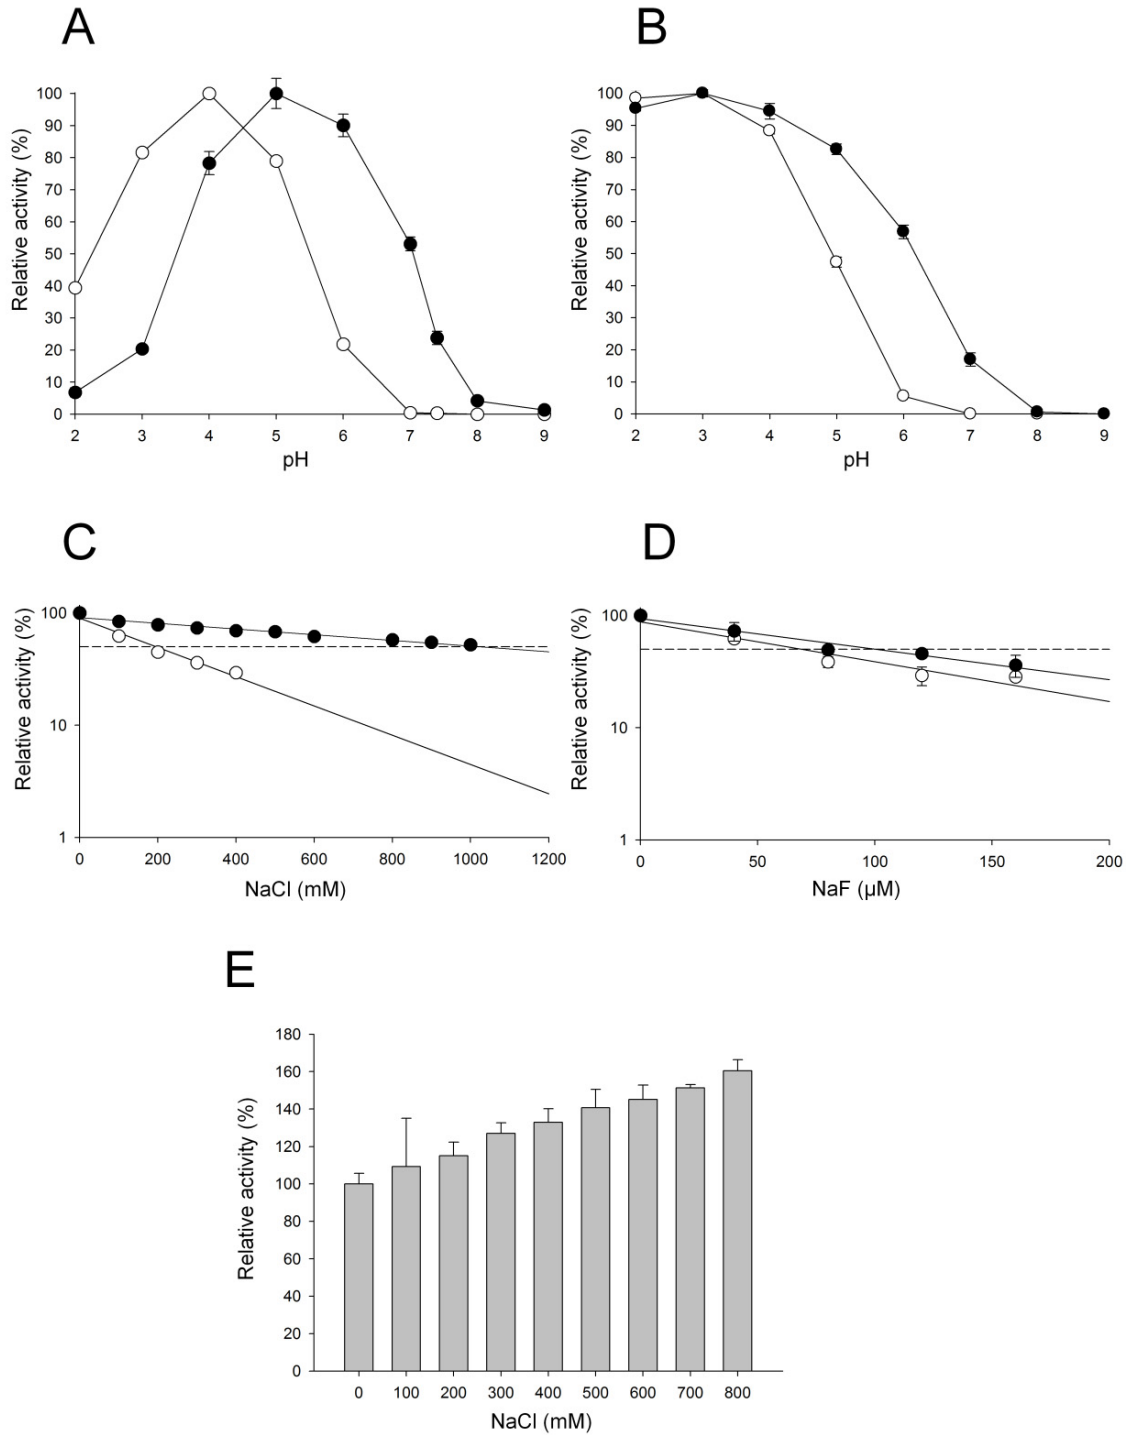 A
B
Relative activity (%)
100
90
80
70
60
50
40
30
20
10
0
2 3 4 5 6 7 8 9
pH
Relative activity (%)
100
90
80
70
60
50
40
30
20
10
0
2 3 4 5 6 7 8 9
pH
C
D
Relative activity (%)
100
10
1
0 200 400 600 800 1000 1200
NaCl (mM)
Relative activity (%)
100
10
1
0 50 100 150 200
NaF (µM)
E
Relative activity (%)
180
160
140
120
100
80
60
40
20
0
0 100 200 300 400 500 600 700 800
NaCl (mM)